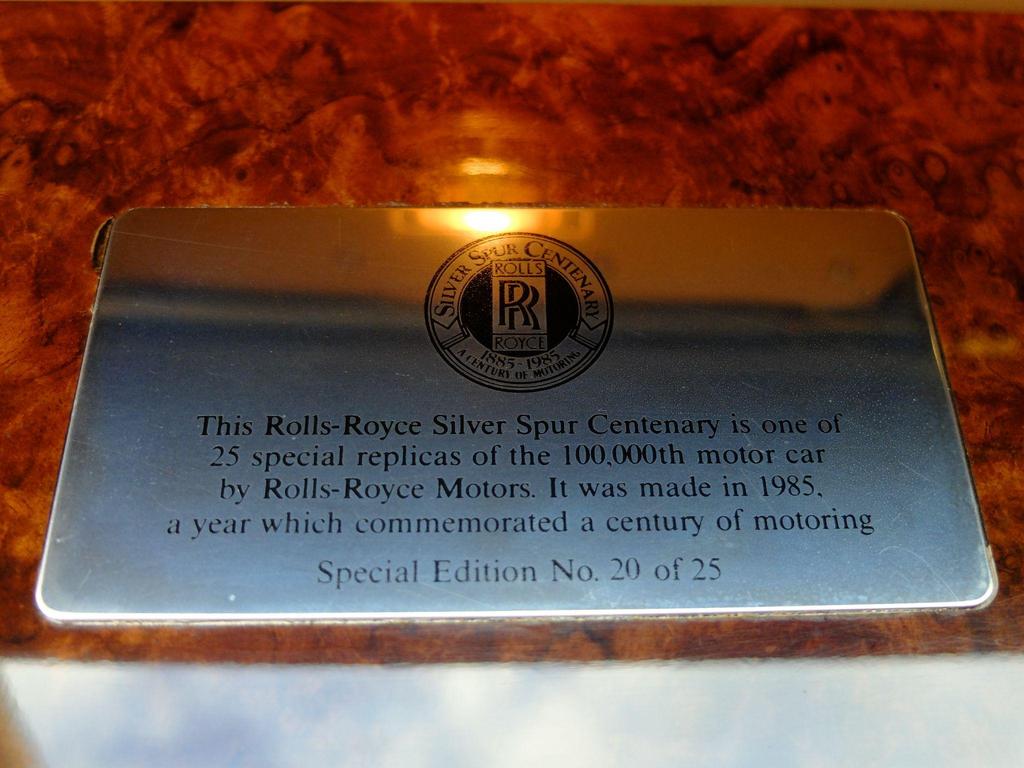 SILVER SPUR CENTENARY
ROLLS
RR
ROYCE
1885-1985
A CENTURY OF MOTORING
This Rolls-Royce Silver Spur Centenary is one of
25 special replicas of the 100,000th motor car
by Rolls-Royce Motors. It was made in 1985,
a year which commemorated a century of motoring
Special Edition No. 20 of 25